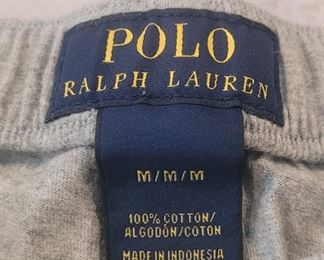 POLO
RALPH LAUREN
M/M/M
100% COTTON/
ALGODÓN/COTON
MADE IN INDONESIA